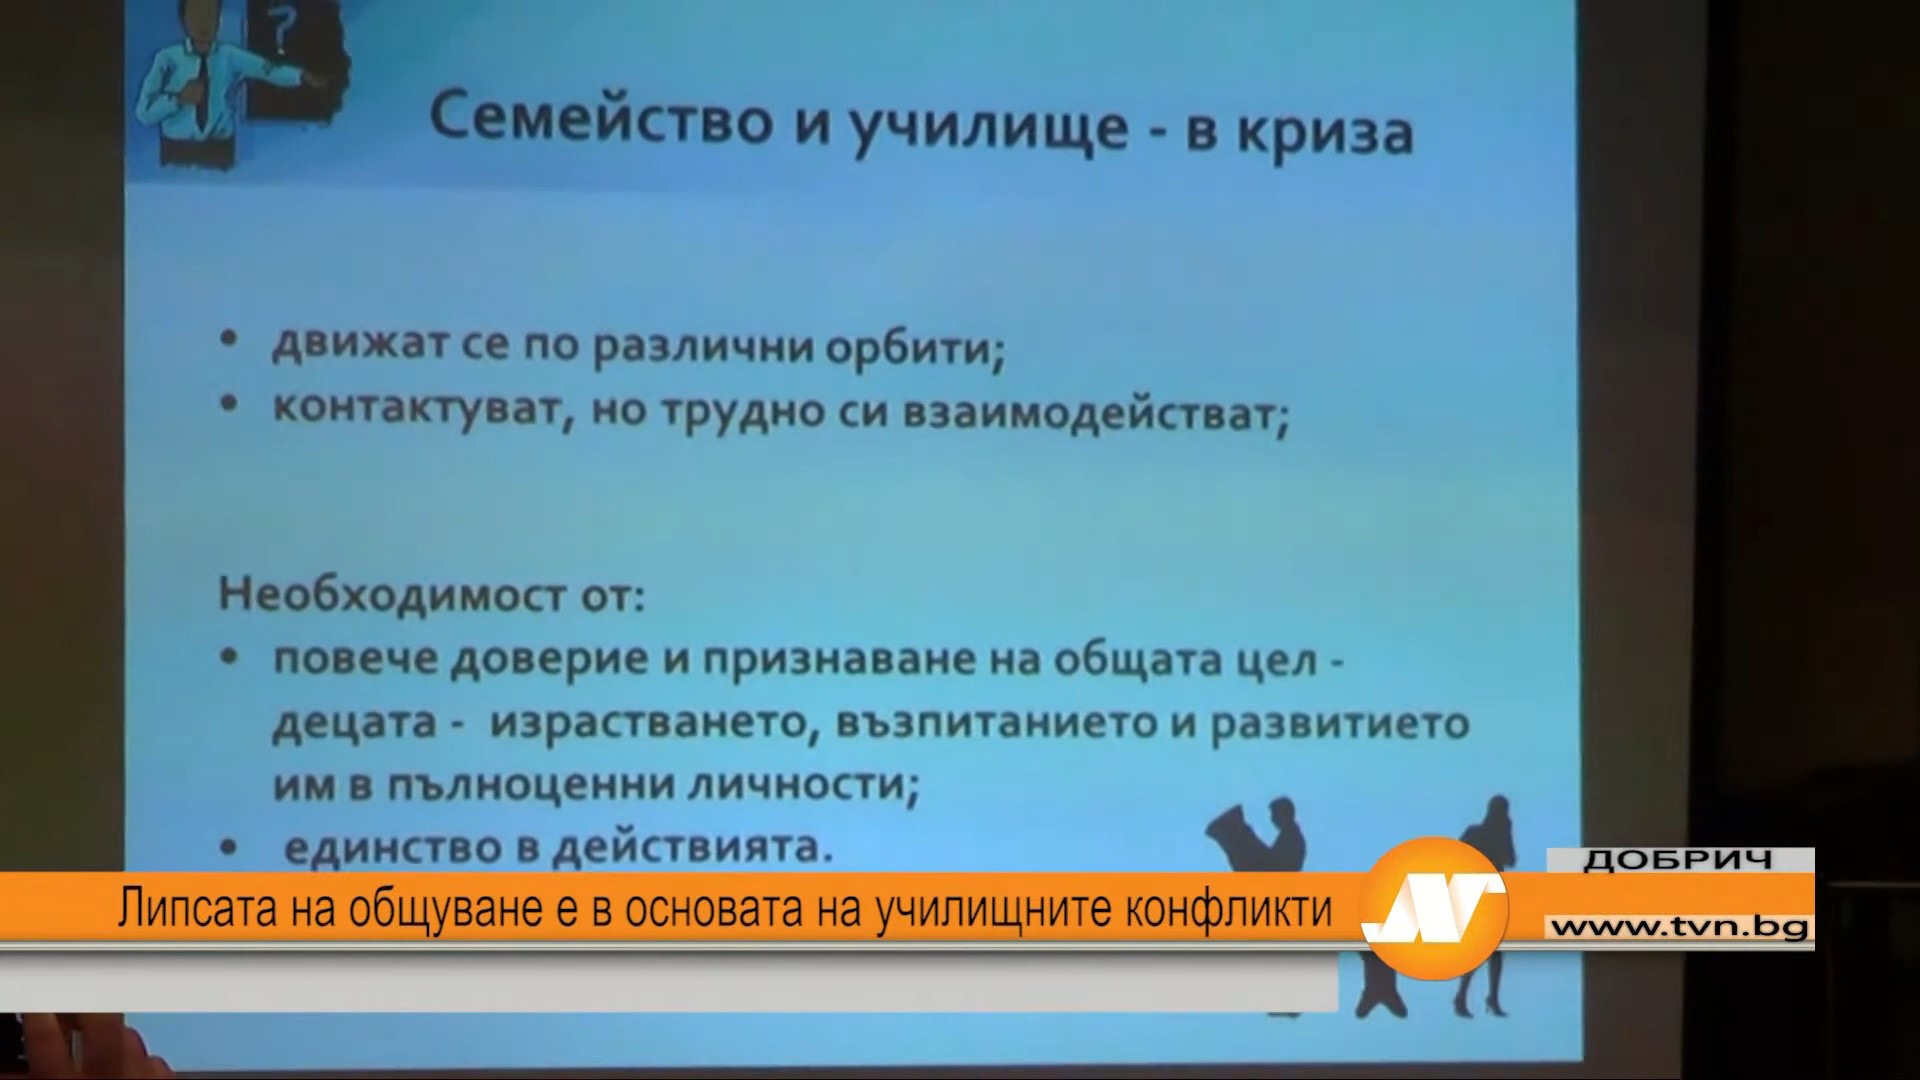 ?
Семейство и училище - в криза
• движат се по различни орбити;
• контактуват, но трудно си взаимодействат;
Необходимост от:
• повече доверие и признаване на общата цел -
децата - израстването, възпитанието и развитието
им в пълноценни личности;
• единство в действията.
ДОБРИЧ
Липсата на общуване е в основата на училищните конфликти
www.tvn.bg